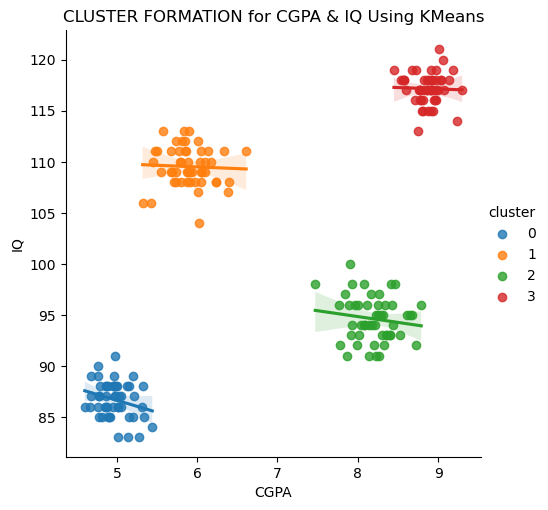 CLUSTER FORMATION for CGPA & IQ Using KMeans
120
115
110
105
100
95
90
85
IQ
5 6 7 8 9
CGPA
cluster
0
1
2
3